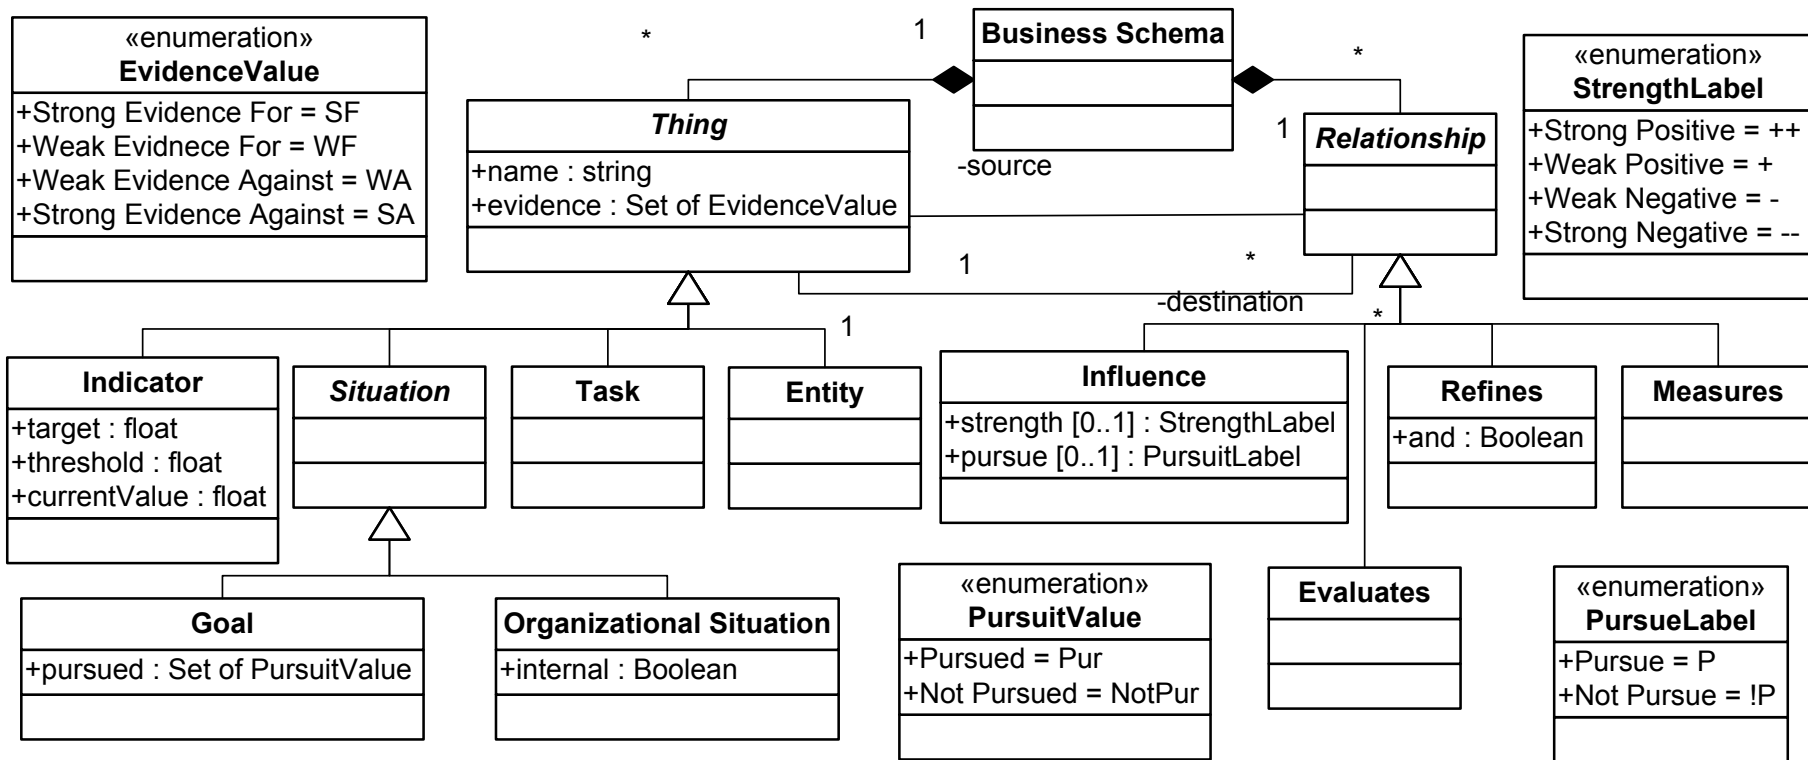 «enumeration»
EvidenceValue
+Strong Evidence For = SF
+Weak Evidnece For = WF
+Weak Evidence Against = WA
+Strong Evidence Against = SA
*
1
Business Schema
*
1
«enumeration»
StrengthLabel
+Strong Positive = ++
+Weak Positive = +
+Weak Negative = -
+Strong Negative = --
Thing
+name : string
+evidence : Set of EvidenceValue
-source
Relationship
1
*
-destination
1
*
Indicator
+target : float
+threshold : float
+currentValue : float
Situation
Task
Entity
Influence
+strength [0..1] : StrengthLabel
+pursue [0..1] : PursuitLabel
Refines
+and : Boolean
Measures
Goal
+pursued : Set of PursuitValue
Organizational Situation
+internal : Boolean
«enumeration»
PursuitValue
+Pursued = Pur
+Not Pursued = NotPur
Evaluates
«enumeration»
PursueLabel
+Pursue = P
+Not Pursue = !P